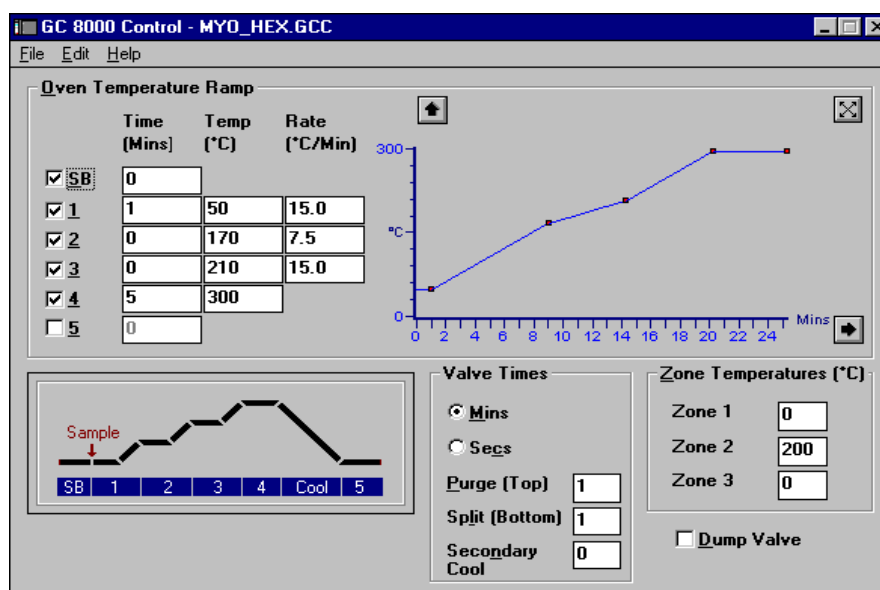 GC 8000 Control - MYO_HEX.GCC
File Edit Help
Oven Temperature Ramp
Time (Mins) Temp (°C) Rate (°C/Min)
SB 0
1 1 50 15.0
2 0 170 7.5
3 0 210 15.0
4 5 300
5 0
300
°C
0
0 2 4 6 8 10 12 14 16 18 20 22 24
Mins
Sample
SB 1 2 3 4 Cool 5
Valve Times
Mins
Secs
Purge (Top) 1
Split (Bottom) 1
Secondary Cool 0
Zone Temperatures (°C)
Zone 1 0
Zone 2 200
Zone 3 0
Dump Valve